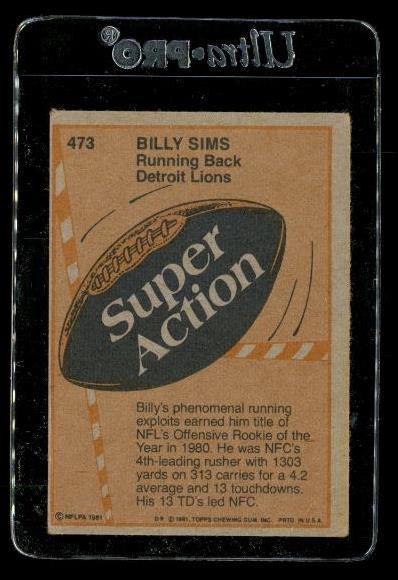 Ultra·PRO®
473
BILLY SIMS
Running Back
Detroit Lions
Super
Action
Billy's phenomenal running
exploits earned him title of
NFL's Offensive Rookie of the
Year in 1980. He was NFC's
4th-leading rusher with 1303
yards on 313 carries for a 4.2
average and 13 touchdowns.
His 13 TD's led NFC.
© NFLPA 1981
D·9 © 1981, TOPPS CHEWING GUM, INC. PRTD. IN U.S.A.